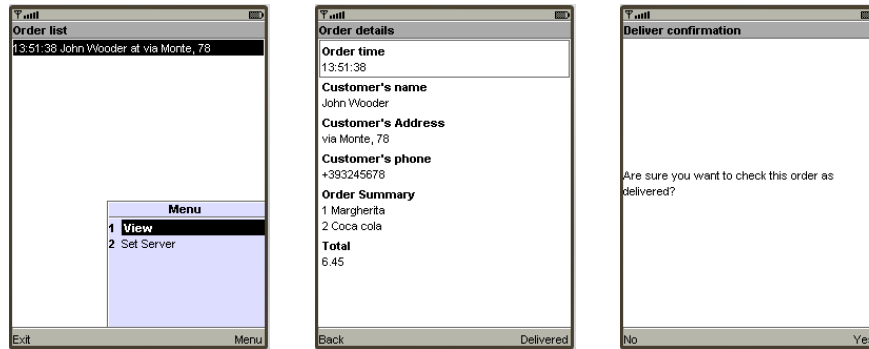 Order list
13:51:38 John Wooder at via Monte, 78
Menu
1 View
2 Set Server
Exit Menu
Order details
Order time
13:51:38
Customer's name
John Wooder
Customer's Address
via Monte, 78
Customer's phone
+393245678
Order Summary
1 Margherita
2 Coca cola
Total
6.45
Back Delivered
Deliver confirmation
Are sure you want to check this order as
delivered?
No Yes